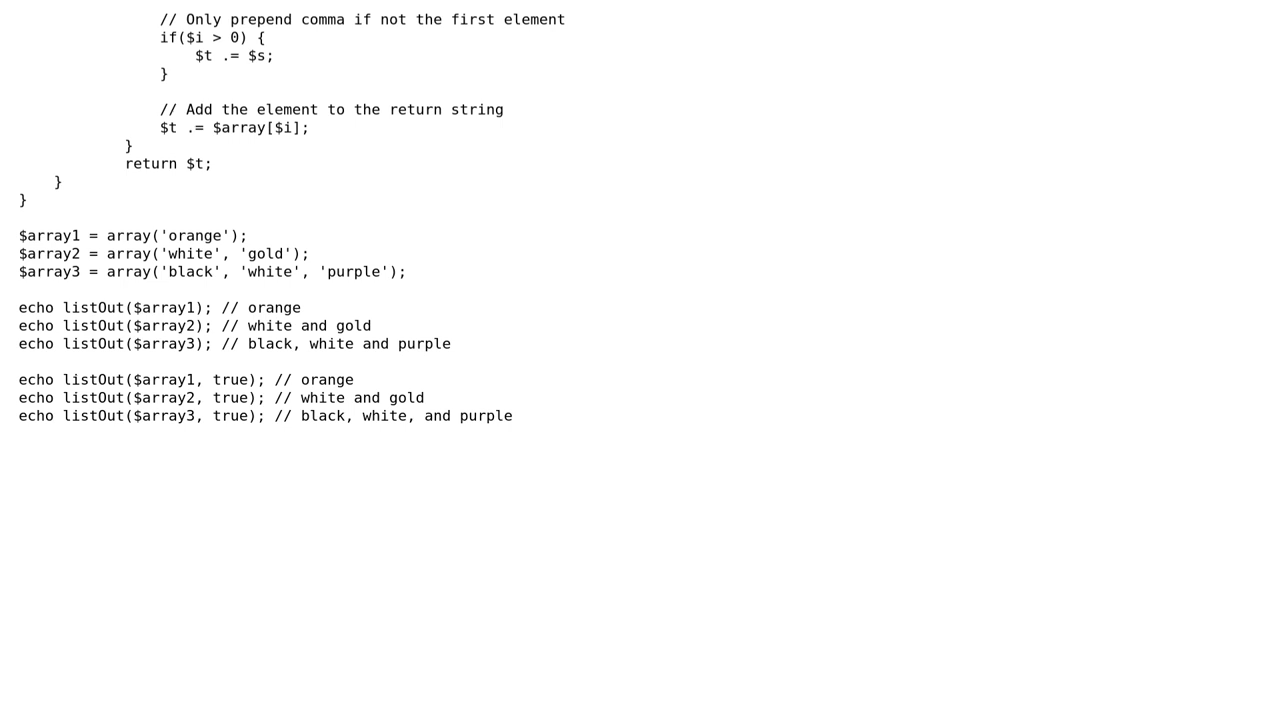 // Only prepend comma if not the first element
                if($i > 0) {
                    $t .= $s;
                }

                // Add the element to the return string
                $t .= $array[$i];
            }
            return $t;
    }
}

$array1 = array('orange');
$array2 = array('white', 'gold');
$array3 = array('black', 'white', 'purple');

echo listOut($array1); // orange
echo listOut($array2); // white and gold
echo listOut($array3); // black, white and purple

echo listOut($array1, true); // orange
echo listOut($array2, true); // white and gold
echo listOut($array3, true); // black, white, and purple